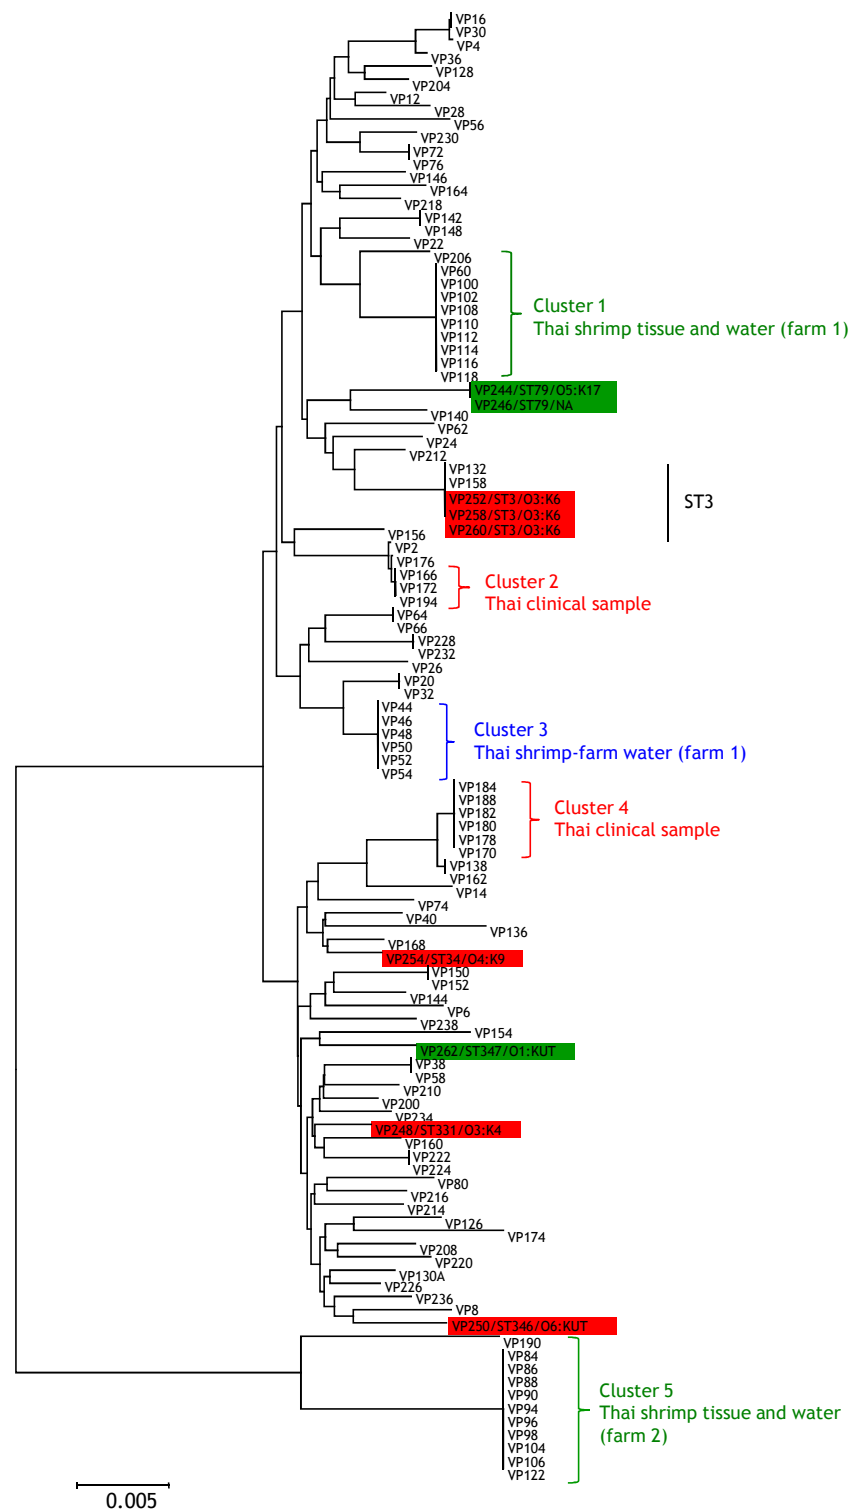 VP16
VP30
VP4
VP36
VP128
VP204
VP12
VP28
VP56
VP230
VP72
VP76
VP146
VP164
VP218
VP142
VP148
VP22
VP206
VP60
VP100
VP102
VP108
VP110
VP112
VP114
VP116
VP118
Cluster 1
Thai shrimp tissue and water (farm 1)
VP244/ST79/O5:K17
VP246/ST79/NA
VP140
VP62
VP24
VP212
VP132
VP158
VP252/ST3/O3:K6
VP258/ST3/O3:K6
VP260/ST3/O3:K6
ST3
VP156
VP2
VP176
VP166
VP172
VP194
Cluster 2
Thai clinical sample
VP64
VP66
VP228
VP232
VP26
VP20
VP32
VP44
VP46
VP48
VP50
VP52
VP54
Cluster 3
Thai shrimp-farm water (farm 1)
VP184
VP188
VP182
VP180
VP178
VP170
Cluster 4
Thai clinical sample
VP138
VP162
VP14
VP74
VP40
VP136
VP168
VP254/ST34/O4:K9
VP150
VP152
VP144
VP6
VP238
VP154
VP262/ST347/O1:KUT
VP38
VP58
VP210
VP200
VP234
VP248/ST331/O3:K4
VP160
VP222
VP224
VP80
VP216
VP214
VP126
VP174
VP208
VP220
VP130A
VP226
VP236
VP8
VP250/ST346/O6:KUT
VP190
VP84
VP86
VP88
VP90
VP94
VP96
VP98
VP104
VP106
VP122
Cluster 5
Thai shrimp tissue and water
(farm 2)
0.005